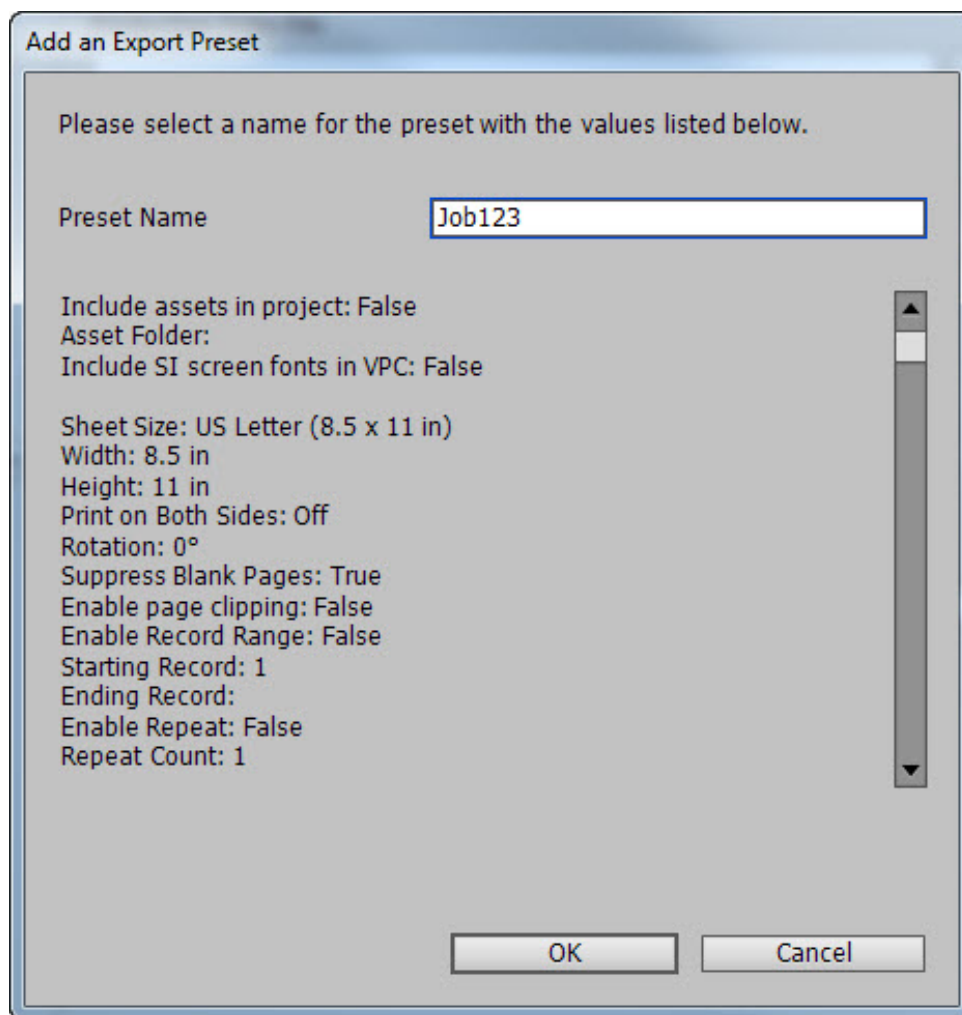 Add an Export Preset
Please select a name for the preset with the values listed below.
Preset Name
Job123
Include assets in project: False
Asset Folder:
Include SI screen fonts in VPC: False
Sheet Size: US Letter (8.5 x 11 in)
Width: 8.5 in
Height: 11 in
Print on Both Sides: Off
Rotation: 0°
Suppress Blank Pages: True
Enable page clipping: False
Enable Record Range: False
Starting Record: 1
Ending Record:
Enable Repeat: False
Repeat Count: 1
OK
Cancel